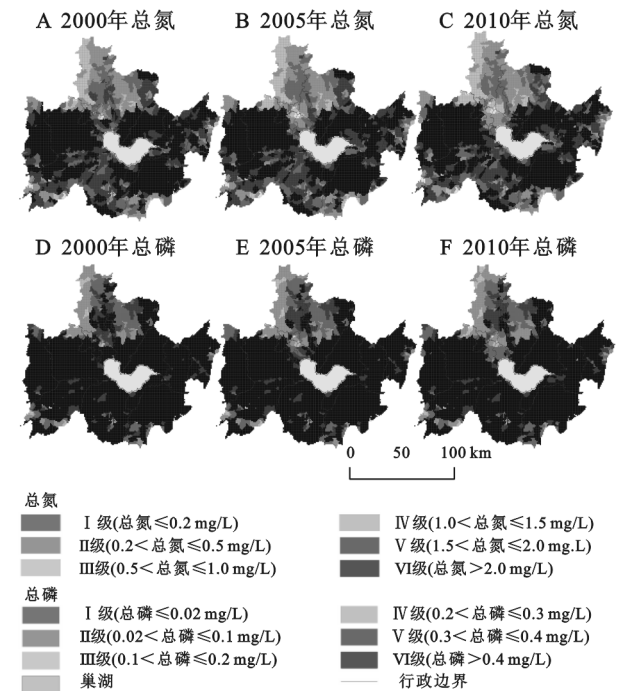 A 2000年总氮 B 2005年总氮 C 2010年总氮
D 2000年总磷 E 2005年总磷 F 2010年总磷
0 50 100 km
总氮
Ⅰ级(总氮≤0.2 mg/L)
Ⅱ级(0.2<总氮≤0.5 mg/L)
Ⅲ级(0.5<总氮≤1.0 mg/L)
Ⅳ级(1.0<总氮≤1.5 mg/L)
Ⅴ级(1.5<总氮≤2.0 mg.L)
Ⅵ级(总氮>2.0 mg/L)
总磷
Ⅰ级(总磷≤0.02 mg/L)
Ⅱ级(0.02<总磷≤0.1 mg/L)
Ⅲ级(0.1<总磷≤0.2 mg/L)
巢湖
Ⅳ级(0.2<总磷≤0.3 mg/L)
Ⅴ级(0.3<总磷≤0.4 mg/L)
Ⅵ级(总磷>0.4 mg/L)
行政边界